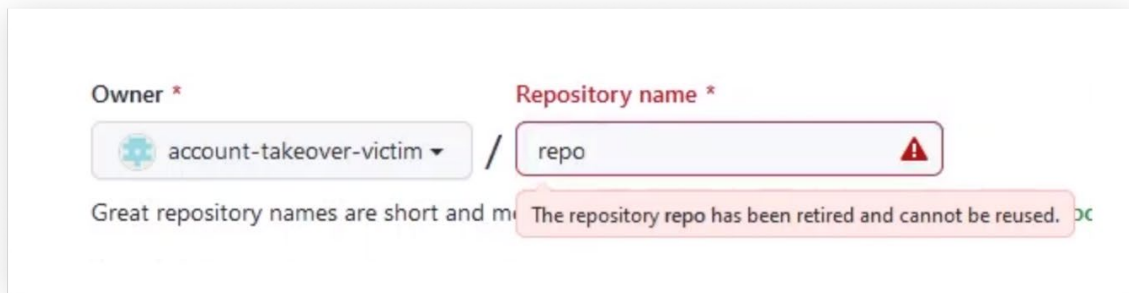 Owner *
Repository name *
account-takeover-victim / repo
Great repository names are short and m
The repository repo has been retired and cannot be reused.